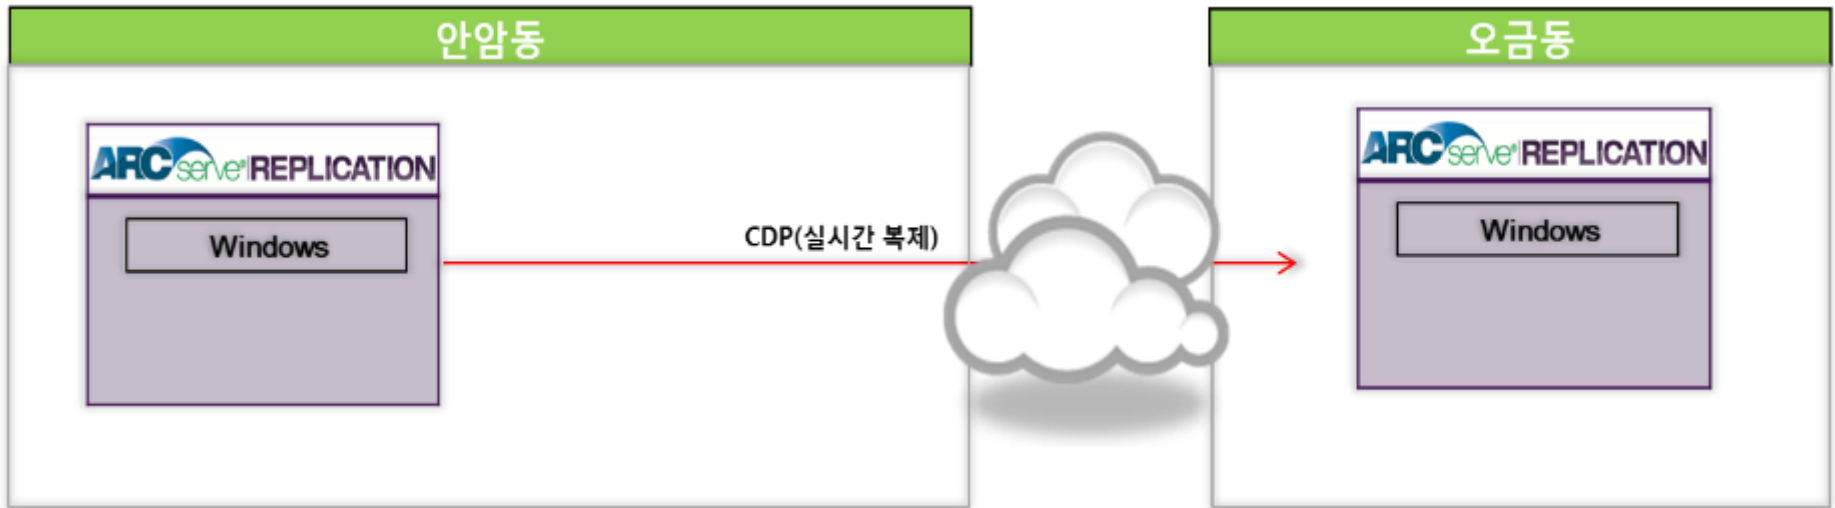 안암동
오금동
ARCserve® REPLICATION
ARCserve® REPLICATION
Windows
CDP(실시간 복제)
Windows